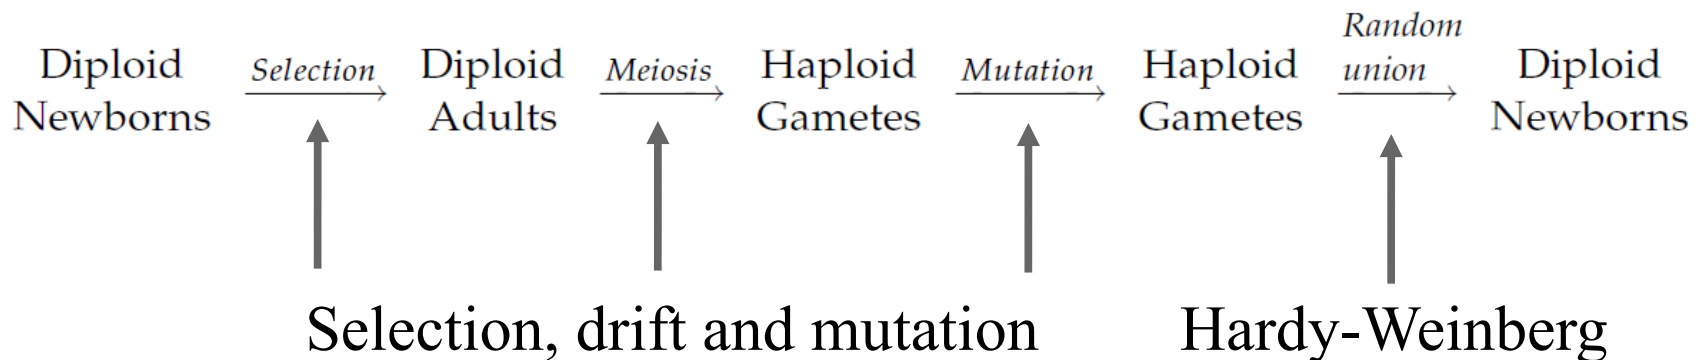 Diploid Newborns
Selection
Diploid Adults
Meiosis
Haploid Gametes
Mutation
Haploid Gametes
Random union
Diploid Newborns
Selection, drift and mutation
Hardy-Weinberg